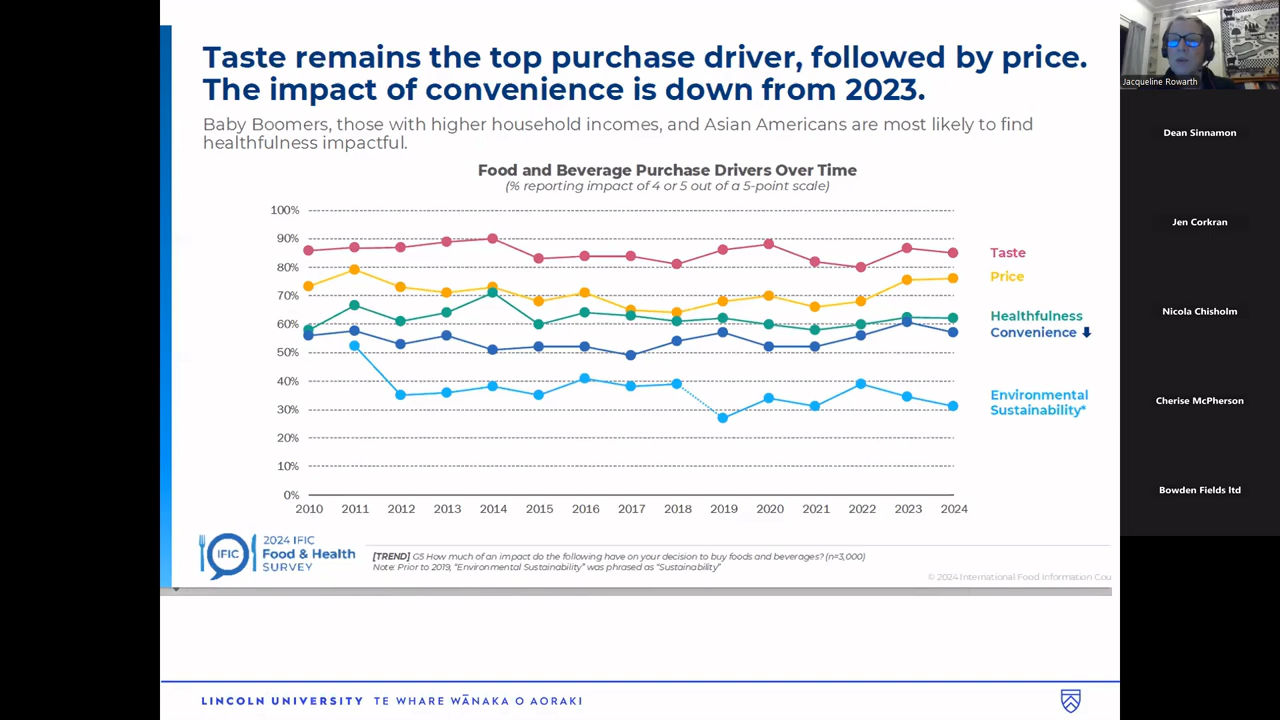 Taste remains the top purchase driver, followed by price.
The impact of convenience is down from 2023.
Baby Boomers, those with higher household incomes, and Asian Americans are most likely to find
healthfulness impactful.
Food and Beverage Purchase Drivers Over Time
(% reporting impact of 4 or 5 out of a 5-point scale)
100%
90%
80%
70%
60%
50%
40%
30%
20%
10%
0%
2010 2011 2012 2013 2014 2015 2016 2017 2018 2019 2020 2021 2022 2023 2024
Taste
Price
Healthfulness
Convenience
Environmental
Sustainability*
IFIC
2024 IFIC
Food & Health
SURVEY
[TREND] G5 How much of an impact do the following have on your decision to buy foods and beverages? (n=3,000)
Note: Prior to 2019, "Environmental Sustainability" was phrased as "Sustainability"
© 2024 International Food Information Cou
LINCOLN UNIVERSITY TE WHARE WĀNAKA O AORAKI
Jacqueline Rowarth
Dean Sinnamon
Jen Corkran
Nicola Chisholm
Cherise McPherson
Bowden Fields ltd